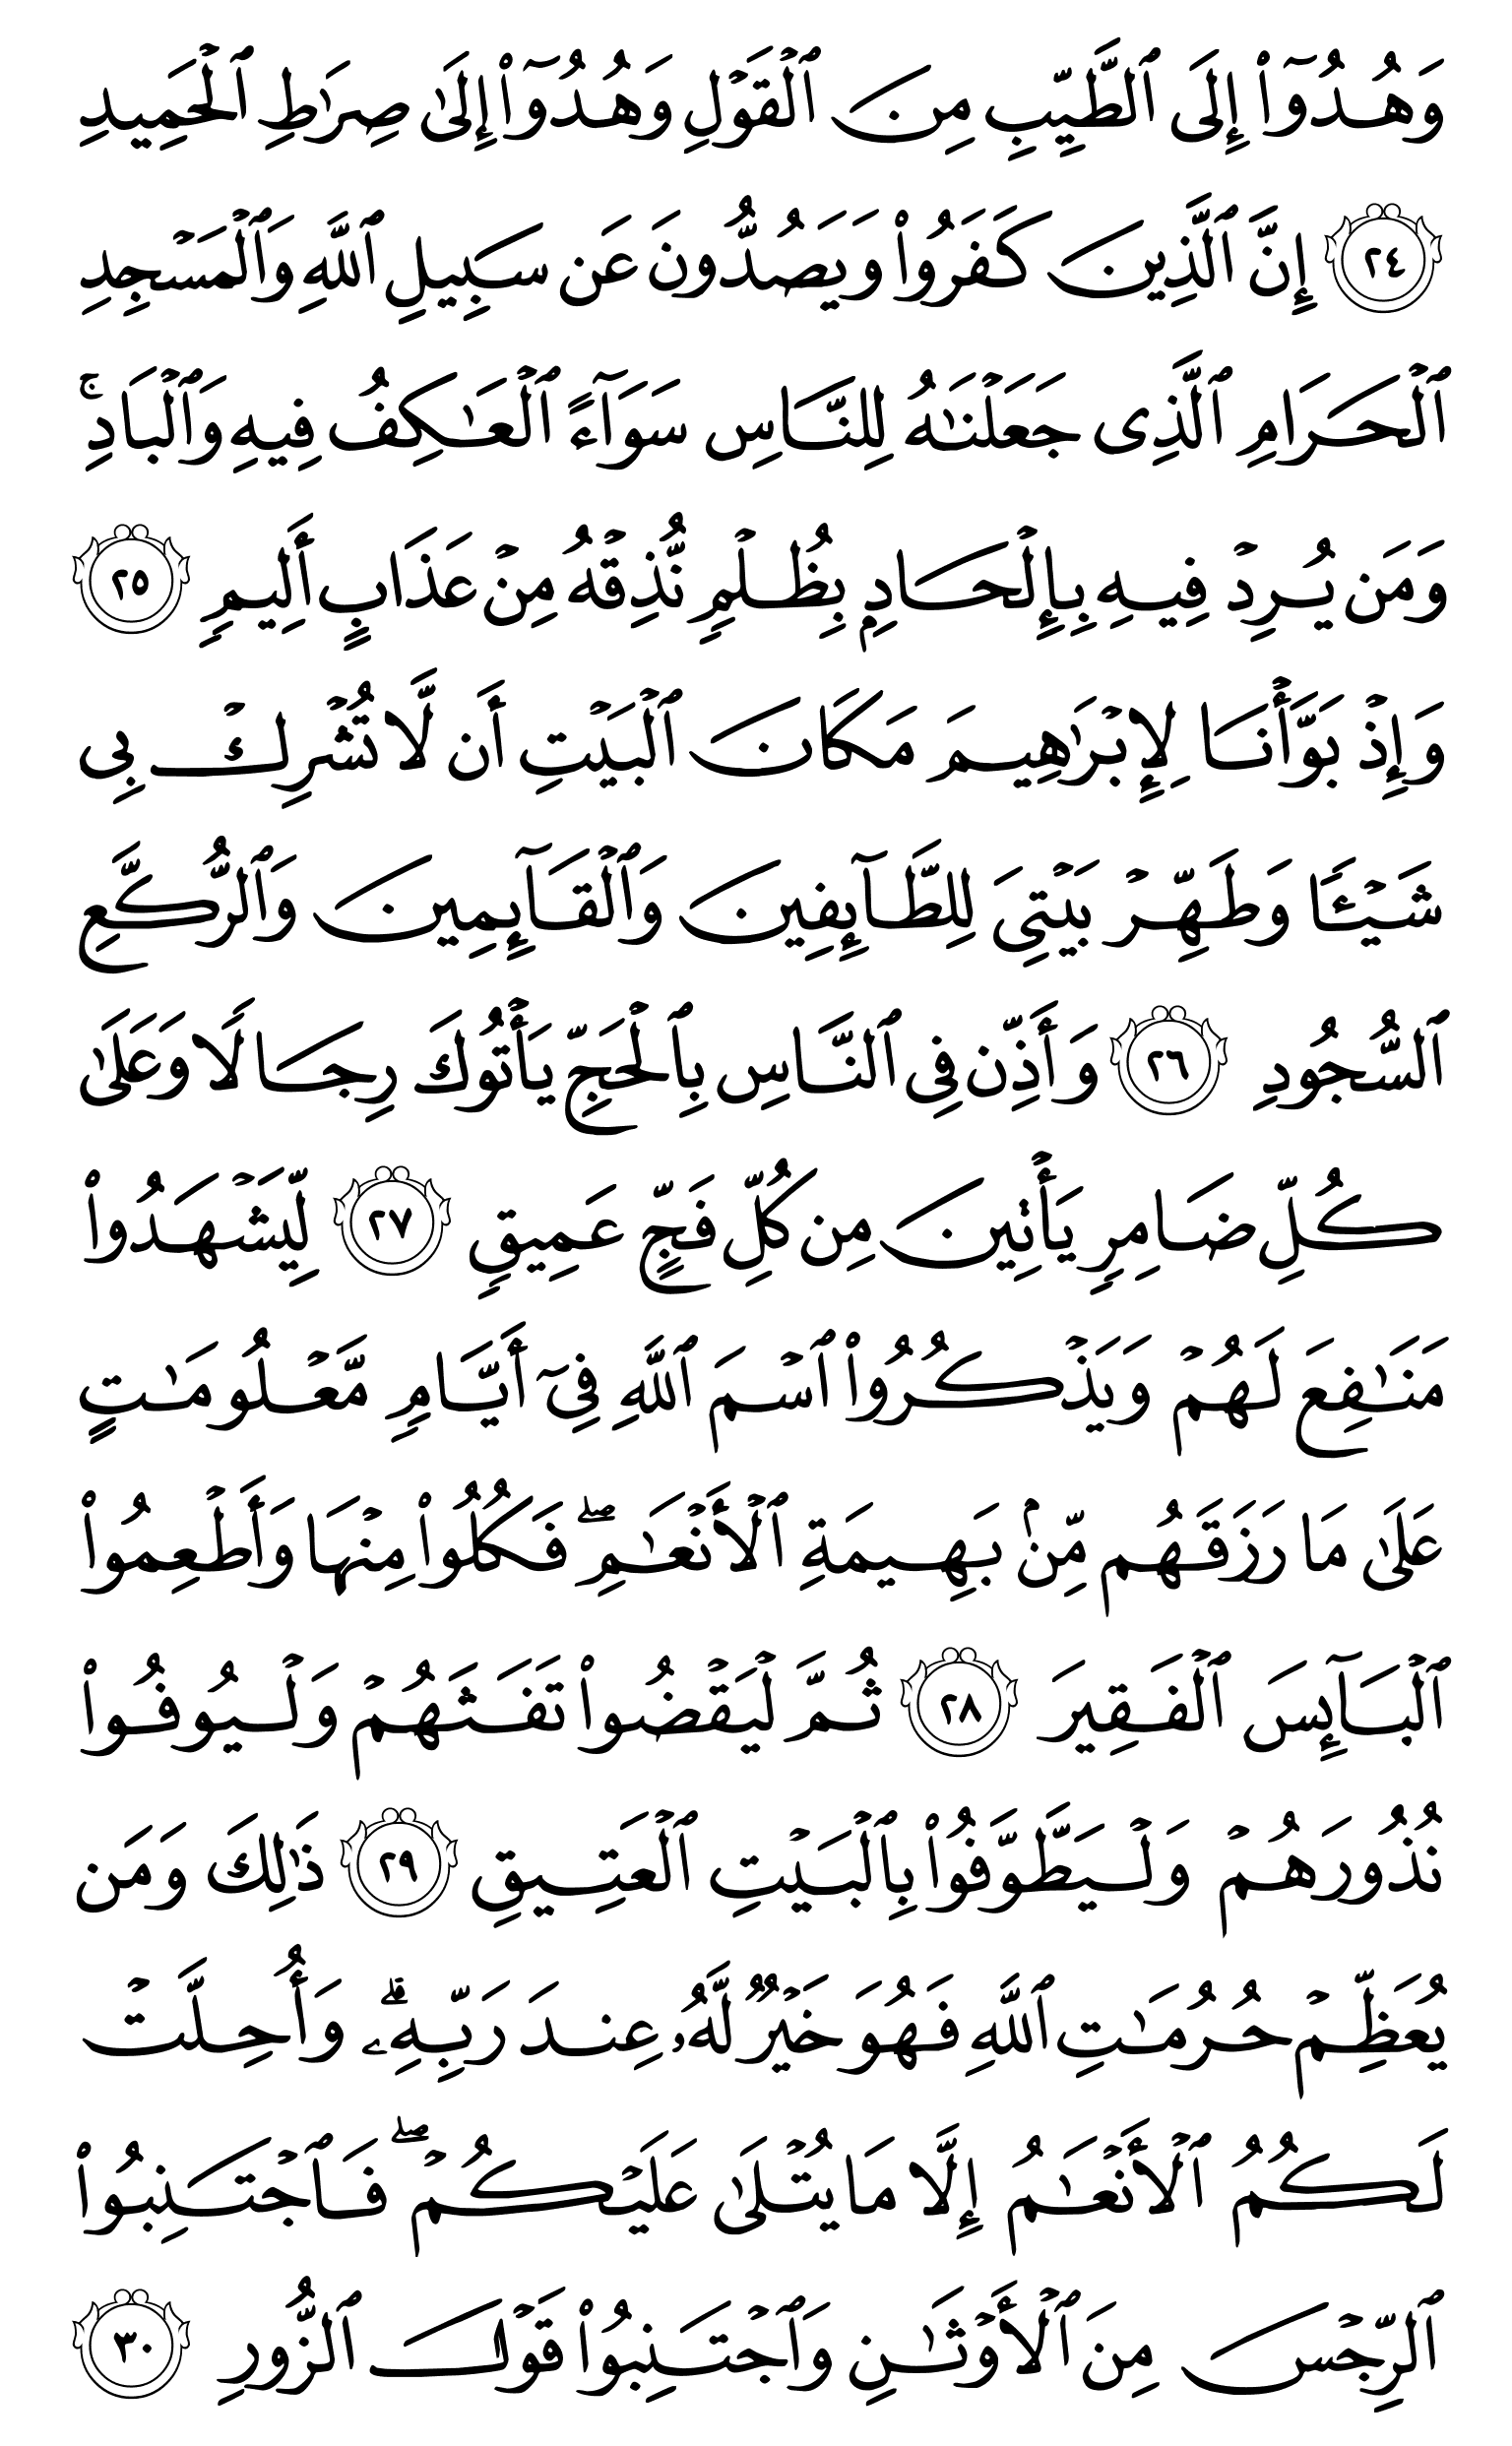 وَهُدُوٓا۟ إِلَى ٱلطَّيِّبِ مِنَ ٱلْقَوْلِ وَهُدُوٓا۟ إِلَىٰ صِرَٰطِ ٱلْحَمِيدِ
٢٤ إِنَّ ٱلَّذِينَ كَفَرُوا۟ وَيَصُدُّونَ عَن سَبِيلِ ٱللَّهِ وَٱلْمَسْجِدِ
ٱلْحَرَامِ ٱلَّذِى جَعَلْنَٰهُ لِلنَّاسِ سَوَآءً ٱلْعَٰكِفُ فِيهِ وَٱلْبَادِ ۚ
وَمَن يُرِدْ فِيهِ بِإِلْحَادٍۭ بِظُلْمٍ نُّذِقْهُ مِنْ عَذَابٍ أَلِيمٍ ٢٥
وَإِذْ بَوَّأْنَا لِإِبْرَٰهِيمَ مَكَانَ ٱلْبَيْتِ أَن لَّا تُشْرِكْ بِى
شَيْـًٔا وَطَهِّرْ بَيْتِىَ لِلطَّآئِفِينَ وَٱلْقَآئِمِينَ وَٱلرُّكَّعِ
ٱلسُّجُودِ ٢٦ وَأَذِّن فِى ٱلنَّاسِ بِٱلْحَجِّ يَأْتُوكَ رِجَالًا وَعَلَىٰ
كُلِّ ضَامِرٍ يَأْتِينَ مِن كُلِّ فَجٍّ عَمِيقٍ ٢٧ لِّيَشْهَدُوا۟
مَنَٰفِعَ لَهُمْ وَيَذْكُرُوا۟ ٱسْمَ ٱللَّهِ فِىٓ أَيَّامٍ مَّعْلُومَٰتٍ
عَلَىٰ مَا رَزَقَهُم مِّنۢ بَهِيمَةِ ٱلْأَنْعَٰمِ ۖ فَكُلُوا۟ مِنْهَا وَأَطْعِمُوا۟
ٱلْبَآئِسَ ٱلْفَقِيرَ ٢٨ ثُمَّ لْيَقْضُوا۟ تَفَثَهُمْ وَلْيُوفُوا۟
نُذُورَهُمْ وَلْيَطَّوَّفُوا۟ بِٱلْبَيْتِ ٱلْعَتِيقِ ٢٩ ذَٰلِكَ وَمَن
يُعَظِّمْ حُرُمَٰتِ ٱللَّهِ فَهُوَ خَيْرٌ لَّهُۥ عِندَ رَبِّهِۦ ۗ وَأُحِلَّتْ
لَكُمُ ٱلْأَنْعَٰمُ إِلَّا مَا يُتْلَىٰ عَلَيْكُمْ ۖ فَٱجْتَنِبُوا۟
ٱلرِّجْسَ مِنَ ٱلْأَوْثَٰنِ وَٱجْتَنِبُوا۟ قَوْلَ ٱلزُّورِ ٣٠